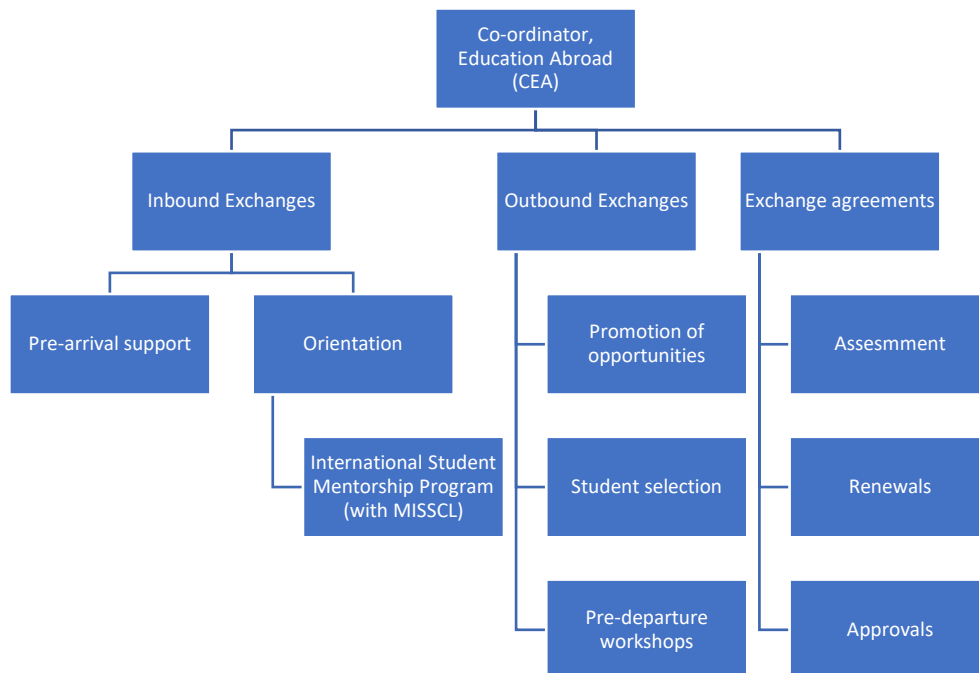 Co-ordinator,
Education Abroad
(CEA)
Inbound Exchanges
Outbound Exchanges
Exchange agreements
Pre-arrival support
Orientation
Promotion of
opportunities
Assesmment
International Student
Mentorship Program
(with MISSCL)
Student selection
Renewals
Pre-departure
workshops
Approvals